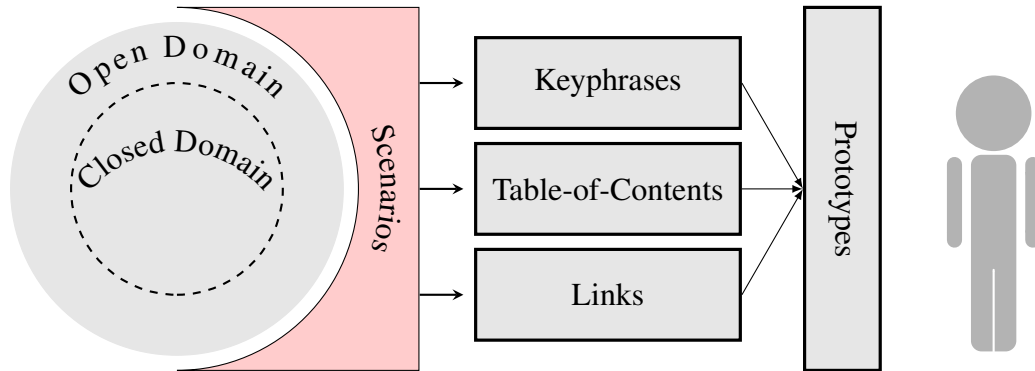 Open Domain
Closed Domain
Scenarios
Keyphrases
Table-of-Contents
Links
Prototypes